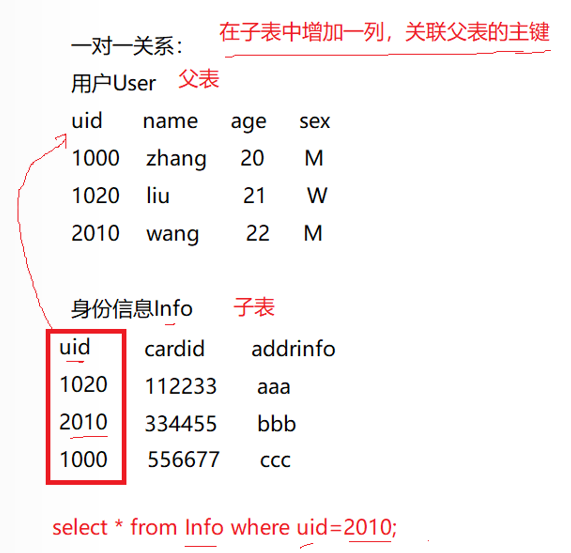 在子表中增加一列，关联父表的主键
一对一关系：
用户User 父表
uid name age sex
1000 zhang 20 M
1020 liu 21 W
2010 wang 22 M
身份信息Info 子表
uid cardid addrinfo
1020 112233 aaa
2010 334455 bbb
1000 556677 ccc
select * from Info where uid=2010;